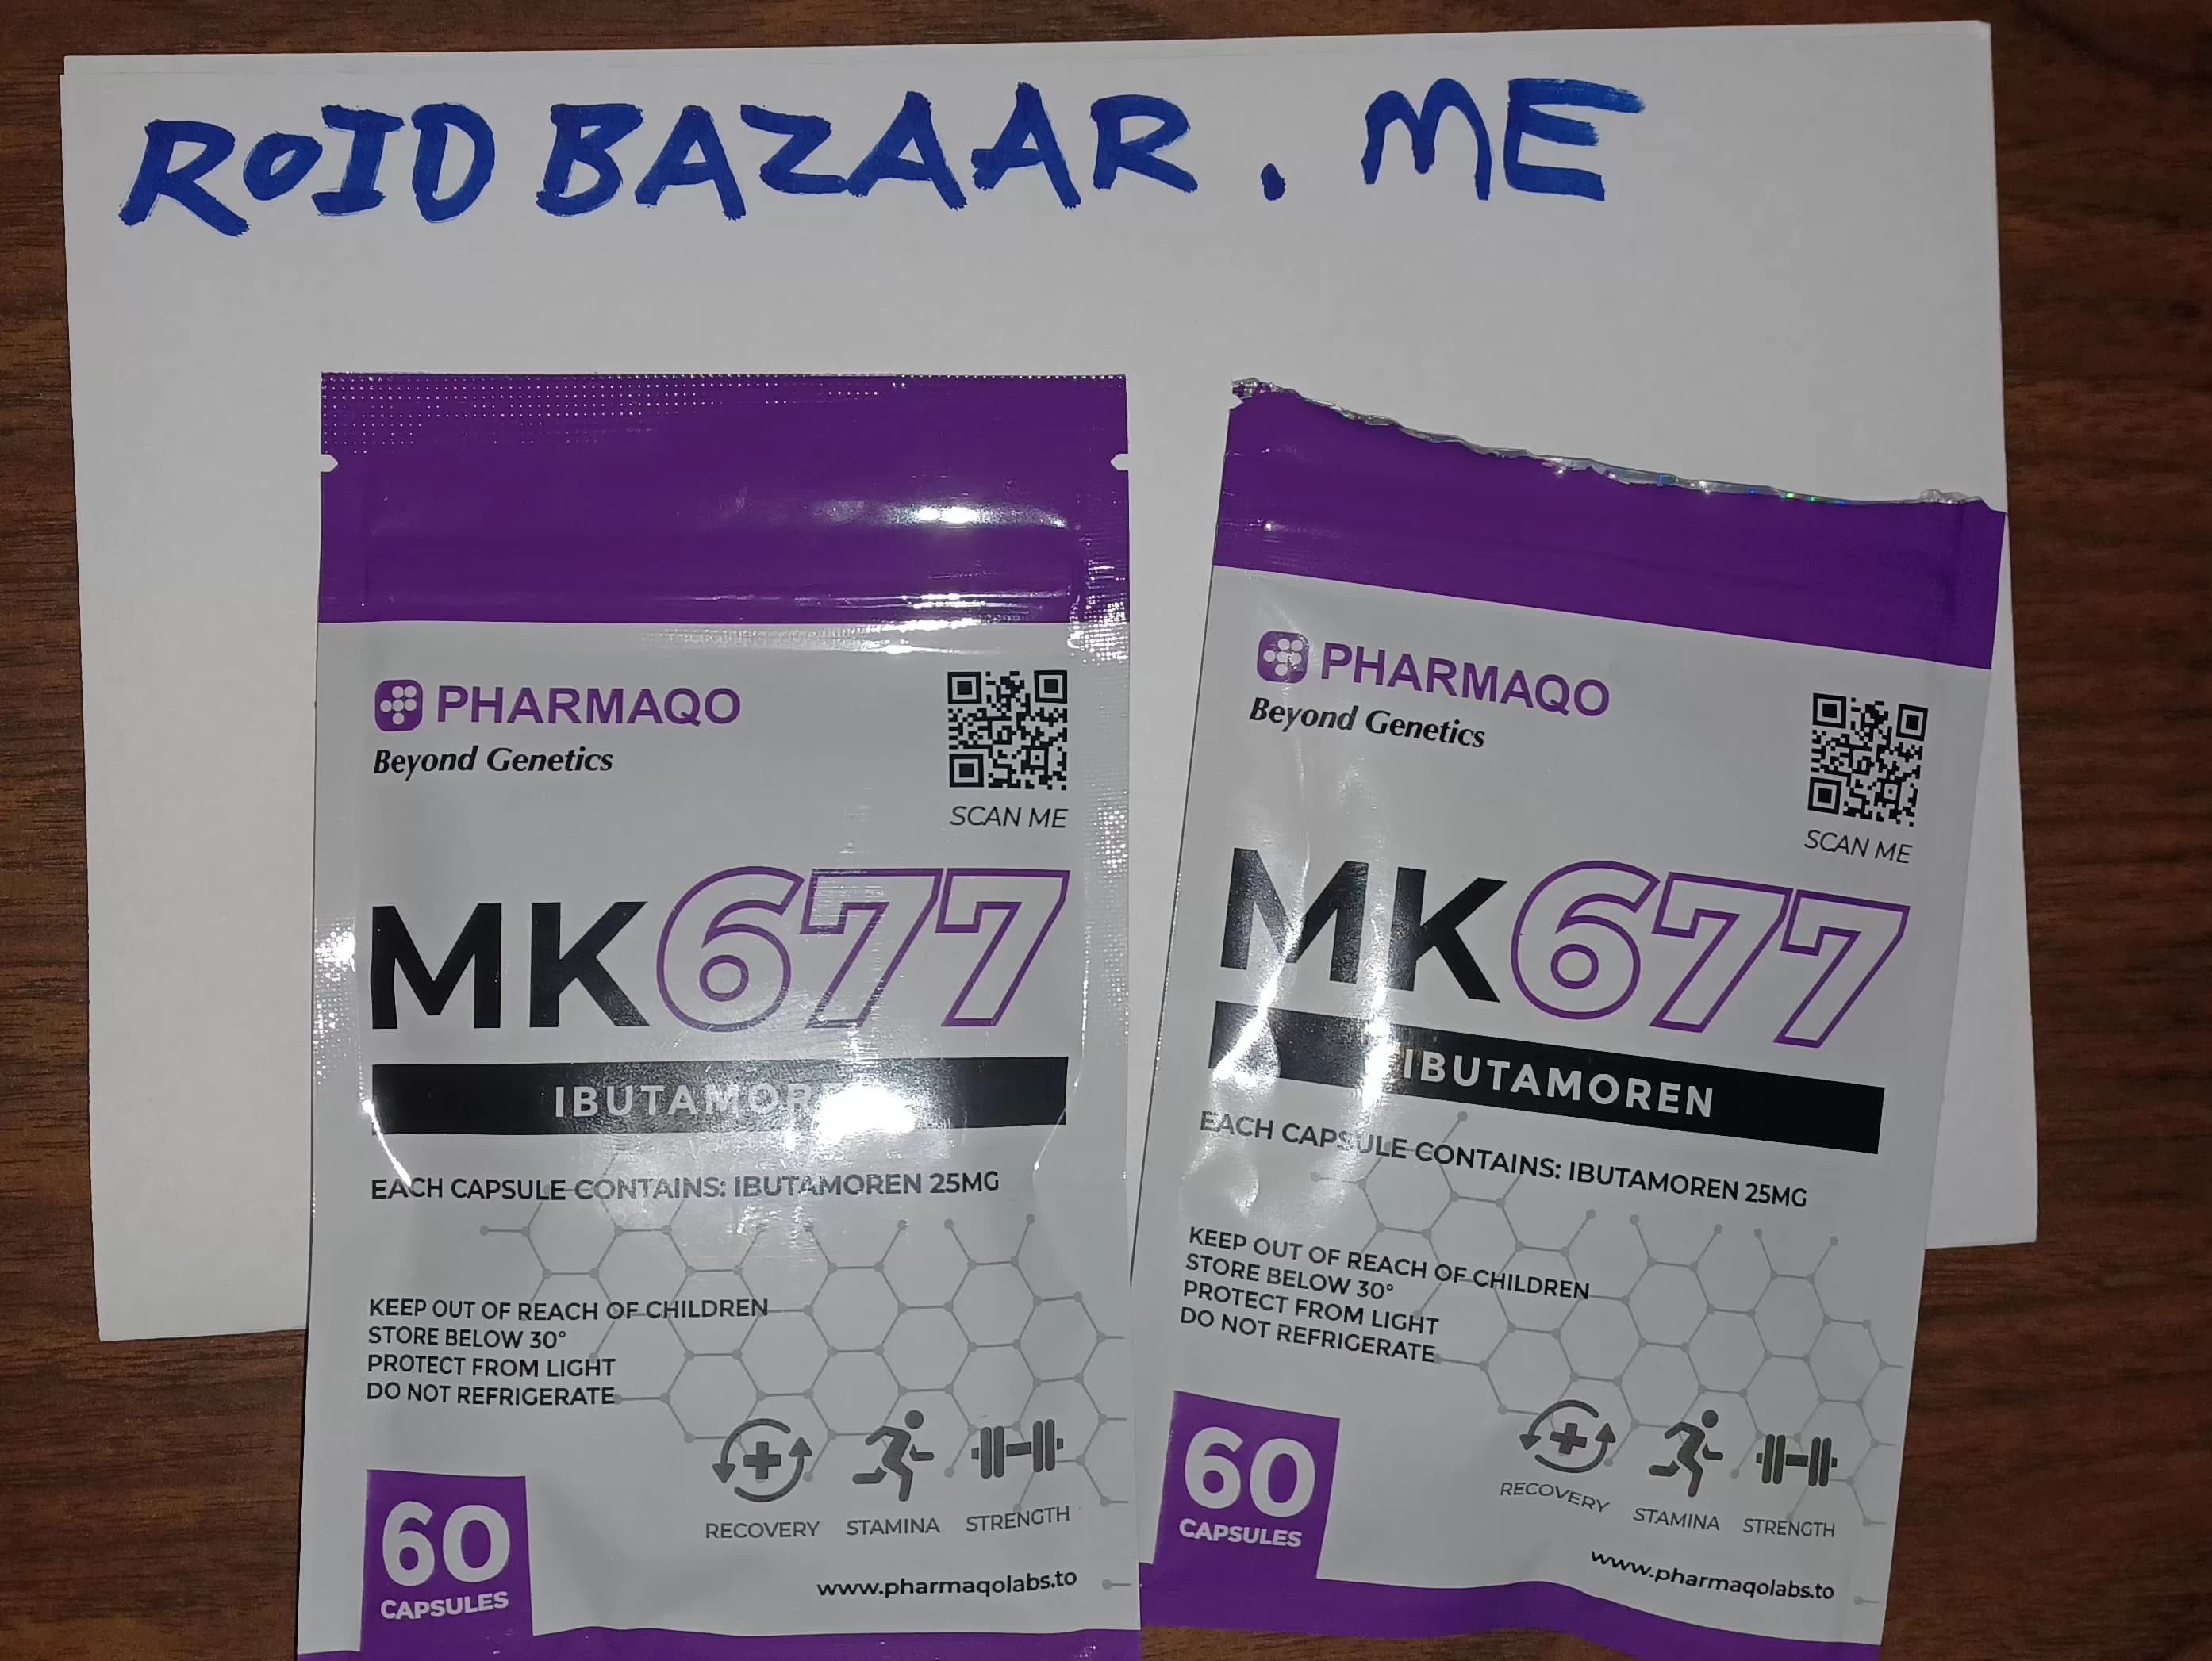 ROID BAZAAR . ME
PHARMAQO
Beyond Genetics
SCAN ME
MK677
IBUTAMOREN
EACH CAPSULE CONTAINS: IBUTAMOREN 25MG
KEEP OUT OF REACH OF CHILDREN
STORE BELOW 30°
PROTECT FROM LIGHT
DO NOT REFRIGERATE
60
CAPSULES
RECOVERY STAMINA STRENGTH
www.pharmaqolabs.to
PHARMAQO
Beyond Genetics
SCAN ME
MK677
IBUTAMOREN
EACH CAPSULE CONTAINS: IBUTAMOREN 25MG
KEEP OUT OF REACH OF CHILDREN
STORE BELOW 30°
PROTECT FROM LIGHT
DO NOT REFRIGERATE
60
CAPSULES
RECOVERY STAMINA STRENGTH
www.pharmaqolabs.to